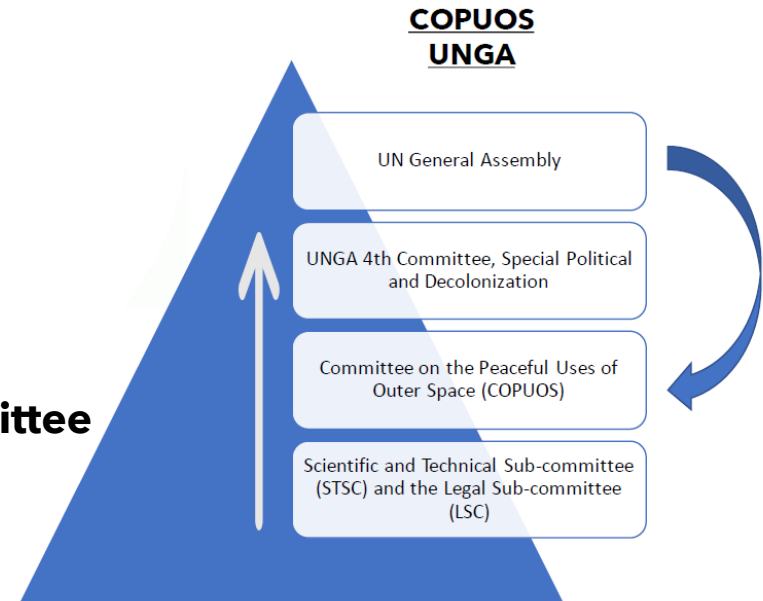 COPUOS
UNGA
UN General Assembly
UNGA 4th Committee, Special Political
and Decolonization
Committee on the Peaceful Uses of
Outer Space (COPUOS)
ittee
Scientific and Technical Sub-committee
(STSC) and the Legal Sub-committee
(LSC)